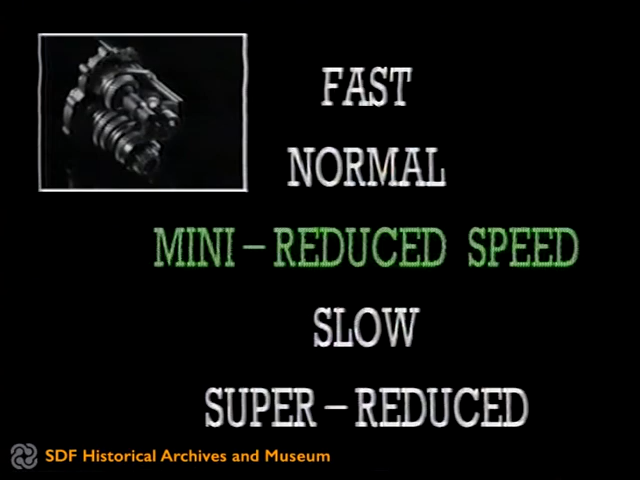 FAST
NORMAL
MINI-REDUCED SPEED
SLOW
SUPER-REDUCED
SDF Historical Archives and Museum